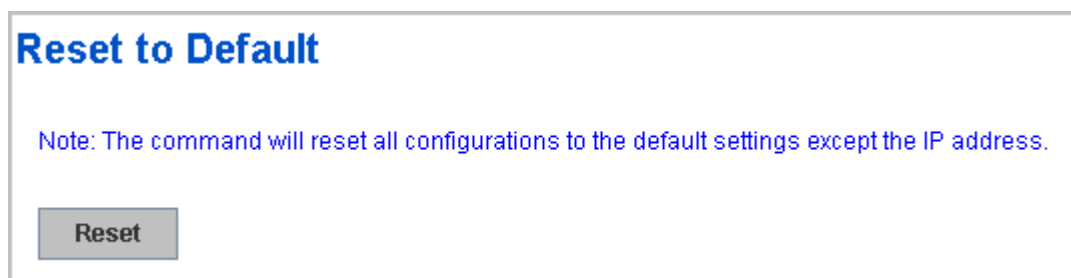 Reset to Default
Note: The command will reset all configurations to the default settings except the IP address.
Reset